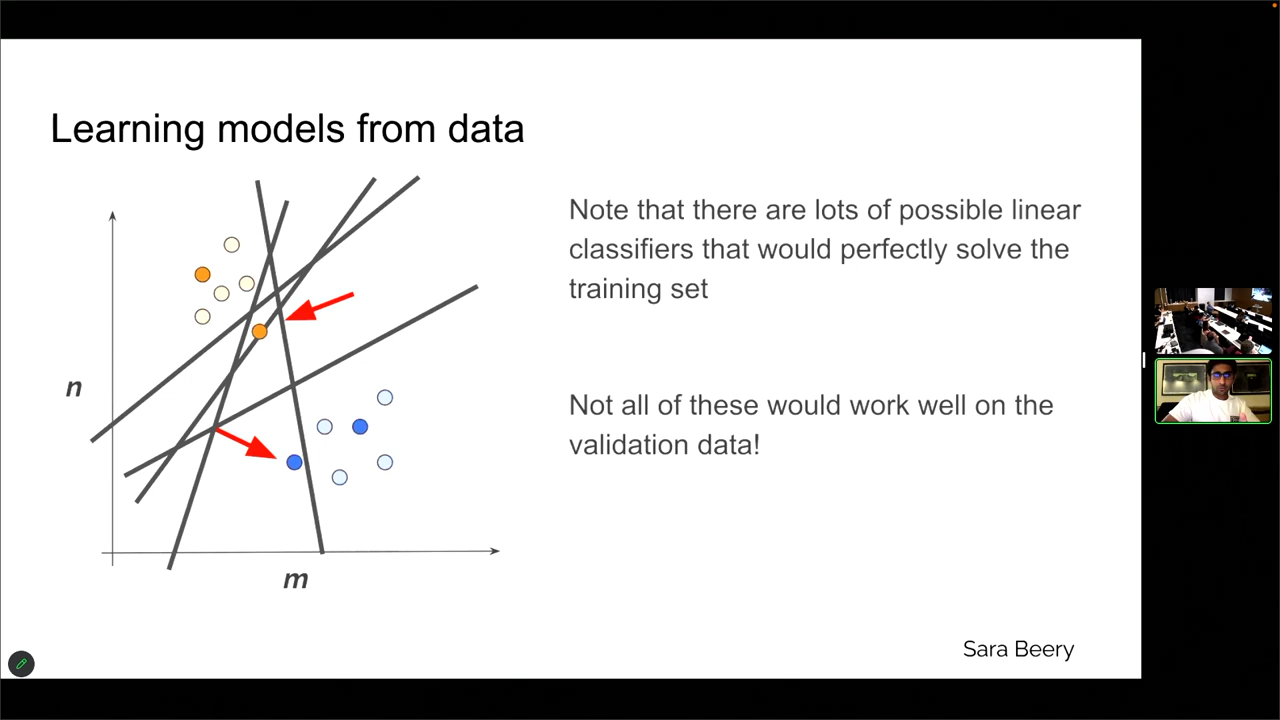 Learning models from data
Note that there are lots of possible linear
classifiers that would perfectly solve the
training set
n
Not all of these would work well on the
validation data!
m
Sara Beery